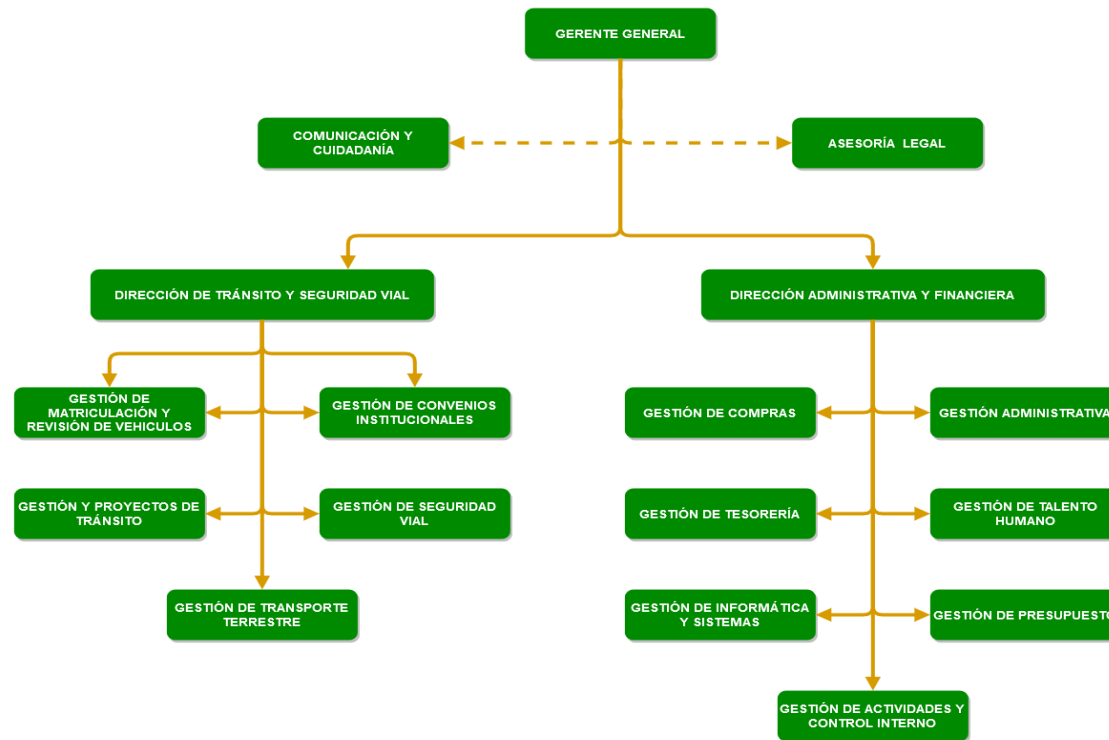 GERENTE GENERAL
COMUNICACIÓN Y
CUIDADANÍA
ASESORÍA LEGAL
DIRECCIÓN DE TRÁNSITO Y SEGURIDAD VIAL
DIRECCIÓN ADMINISTRATIVA Y FINANCIERA
GESTIÓN DE
MATRICULACIÓN Y
REVISIÓN DE VEHICULOS
GESTIÓN DE CONVENIOS
INSTITUCIONALES
GESTIÓN DE COMPRAS
GESTIÓN ADMINISTRATIVA
GESTIÓN Y PROYECTOS DE
TRÁNSITO
GESTIÓN DE SEGURIDAD
VIAL
GESTIÓN DE TESORERÍA
GESTIÓN DE TALENTO
HUMANO
GESTIÓN DE TRANSPORTE
TERRESTRE
GESTIÓN DE INFORMÁTICA
Y SISTEMAS
GESTIÓN DE PRESUPUESTO
GESTIÓN DE ACTIVIDADES Y
CONTROL INTERNO